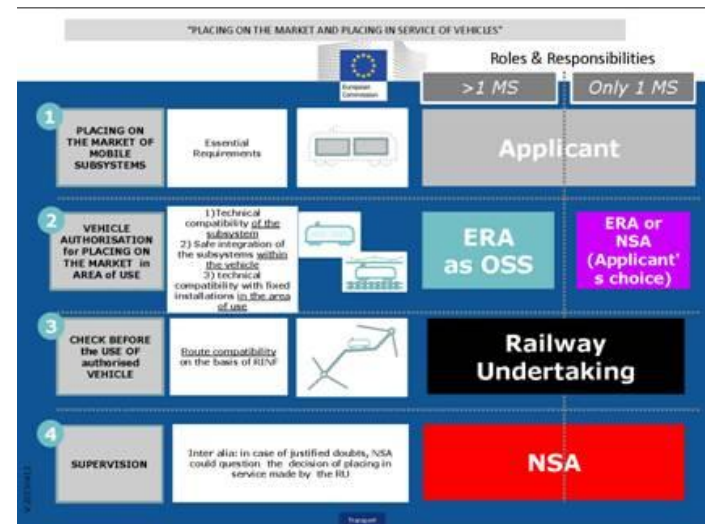 "PLACING ON THE MARKET AND PLACING IN SERVICE OF VEHICLES"
European
Commission
Roles & Responsibilities
>1 MS
Only 1 MS
1
PLACING ON
THE MARKET OF
MOBILE
SUBSYSTEMS
Essential
Requirements
Applicant
2
VEHICLE
AUTHORISATION
for PLACING ON
THE MARKET in
AREA of USE
1)Technical
compatibility of the
subsystem
2) Safe integration of
the subsystems within
the vehicle
3) technical
compatibility with fixed
installations in the area
of use
ERA
as OSS
ERA or
NSA
(Applicant'
s choice)
3
CHECK BEFORE
the USE OF
authorised
VEHICLE
Route compatibility
on the basis of RINF
Railway
Undertaking
4
SUPERVISION
Inter alia: in case of justified doubts, NSA
could question the decision of placing in
service made by the RU
NSA
Transport